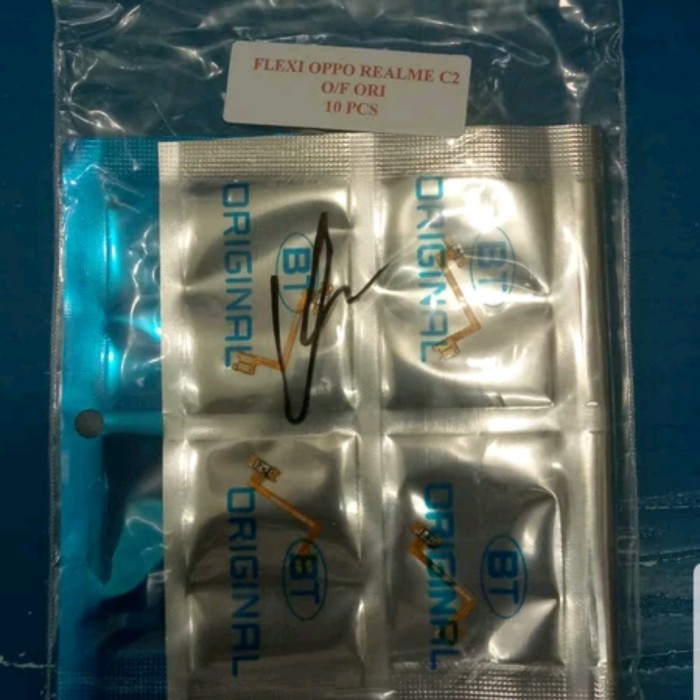 FLEXI OPPO REALME C2
O/F ORI
10 PCS
ORIGINAL
BT
ORIGINAL
BT
ORIGINAL
BT
ORIGINAL
BT